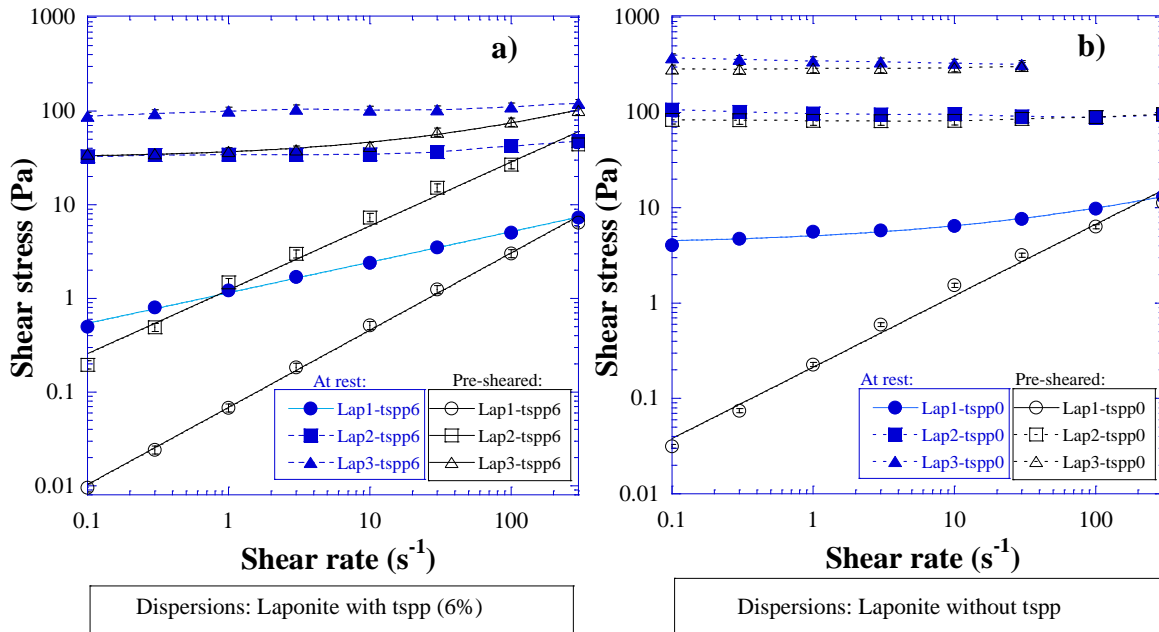 a)
1000
100
10
1
0.1
0.01
Shear stress (Pa)
At rest:
Lap1-tspp6
Lap2-tspp6
Lap3-tspp6
Pre-sheared:
Lap1-tspp6
Lap2-tspp6
Lap3-tspp6
0.1 1 10 100
Shear rate (s⁻¹)
Dispersions: Laponite with tspp (6%)
b)
1000
100
10
1
0.1
0.01
Shear stress (Pa)
At rest:
Lap1-tspp0
Lap2-tspp0
Lap3-tspp0
Pre-sheared:
Lap1-tspp0
Lap2-tspp0
Lap3-tspp0
0.1 1 10 100
Shear rate (s⁻¹)
Dispersions: Laponite without tspp